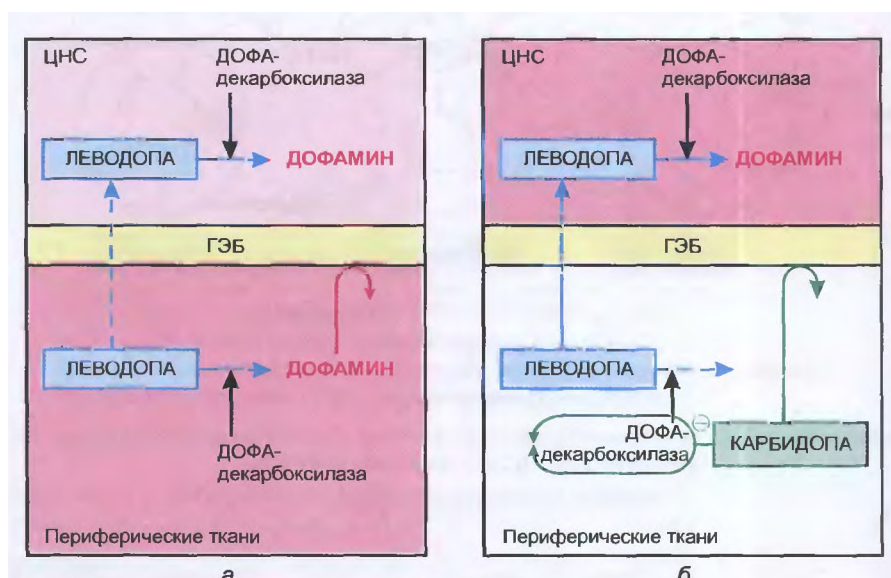 ЦНС
ДОФА-
декарбоксилаза
ЛЕВОДОПА
ДОФАМИН
ГЭБ
ЛЕВОДОПА
ДОФАМИН
ДОФА-
декарбоксилаза
Периферические ткани
а
ЦНС
ДОФА-
декарбоксилаза
ЛЕВОДОПА
ДОФАМИН
ГЭБ
ЛЕВОДОПА
ДОФА-
декарбоксилаза
КАРБИДОПА
Периферические ткани
б